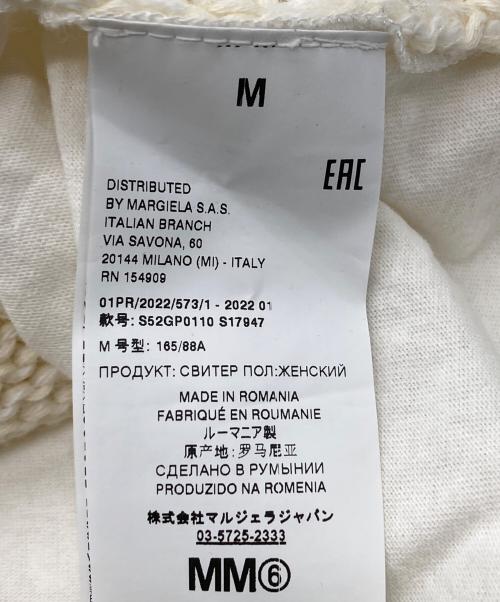 M
EAC
DISTRIBUTED
BY MARGIELA S.A.S.
ITALIAN BRANCH
VIA SAVONA, 60
20144 MILANO (MI) - ITALY
RN 154909
01PR/2022/573/1 - 2022 01
款号: S52GP0110 S17947
M 号型: 165/88A
ПРОДУКТ: СВИТЕР ПОЛ:ЖЕНСКИЙ
MADE IN ROMANIA
FABRIQUÉ EN ROUMANIE
ルーマニア製
原产地: 罗马尼亚
СДЕЛАНО В РУМЫНИИ
PRODUZIDO NA ROMENIA
株式会社マルジェラジャパン
03-5725-2333
MM⑥